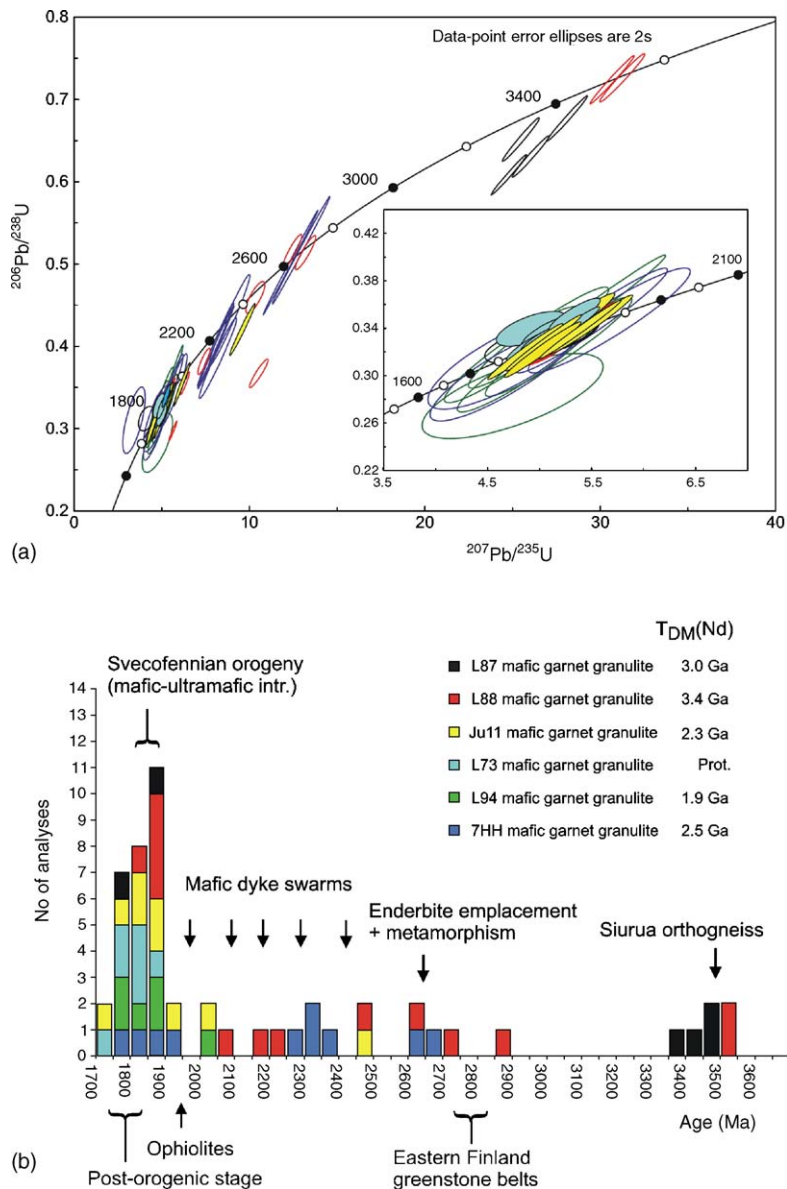 0.8
0.7
0.6
0.5
0.4
0.3
0.2
²⁰⁶Pb/²³⁸U
Data-point error ellipses are 2s
3400
3000
2600
2200
1800
0.40
0.36
0.32
0.28
0.24
0.20
2100
1600
3.5 4.5 5.5 6.5
0 10 20 30 40
²⁰⁷Pb/²³⁵U
(a)
Svecofennian orogeny
(mafic-ultramafic intr.)
T_DM(Nd)
L87 mafic garnet granulite 3.0 Ga
L88 mafic garnet granulite 3.4 Ga
Ju11 mafic garnet granulite 2.3 Ga
L73 mafic garnet granulite Prot.
L94 mafic garnet granulite 1.9 Ga
7HH mafic garnet granulite 2.5 Ga
14
13
12
11
10
9
8
7
6
5
4
3
2
1
0
No of analyses
Mafic dyke swarms
Enderbite emplacement
+ metamorphism
Siurua orthogneiss
1700 1800 1900 2000 2100 2200 2300 2400 2500 2600 2700 2800 2900 3000 3100 3200 3300 3400 3500 3600
Age (Ma)
(b)
Ophiolites
Post-orogenic stage
Eastern Finland
greenstone belts